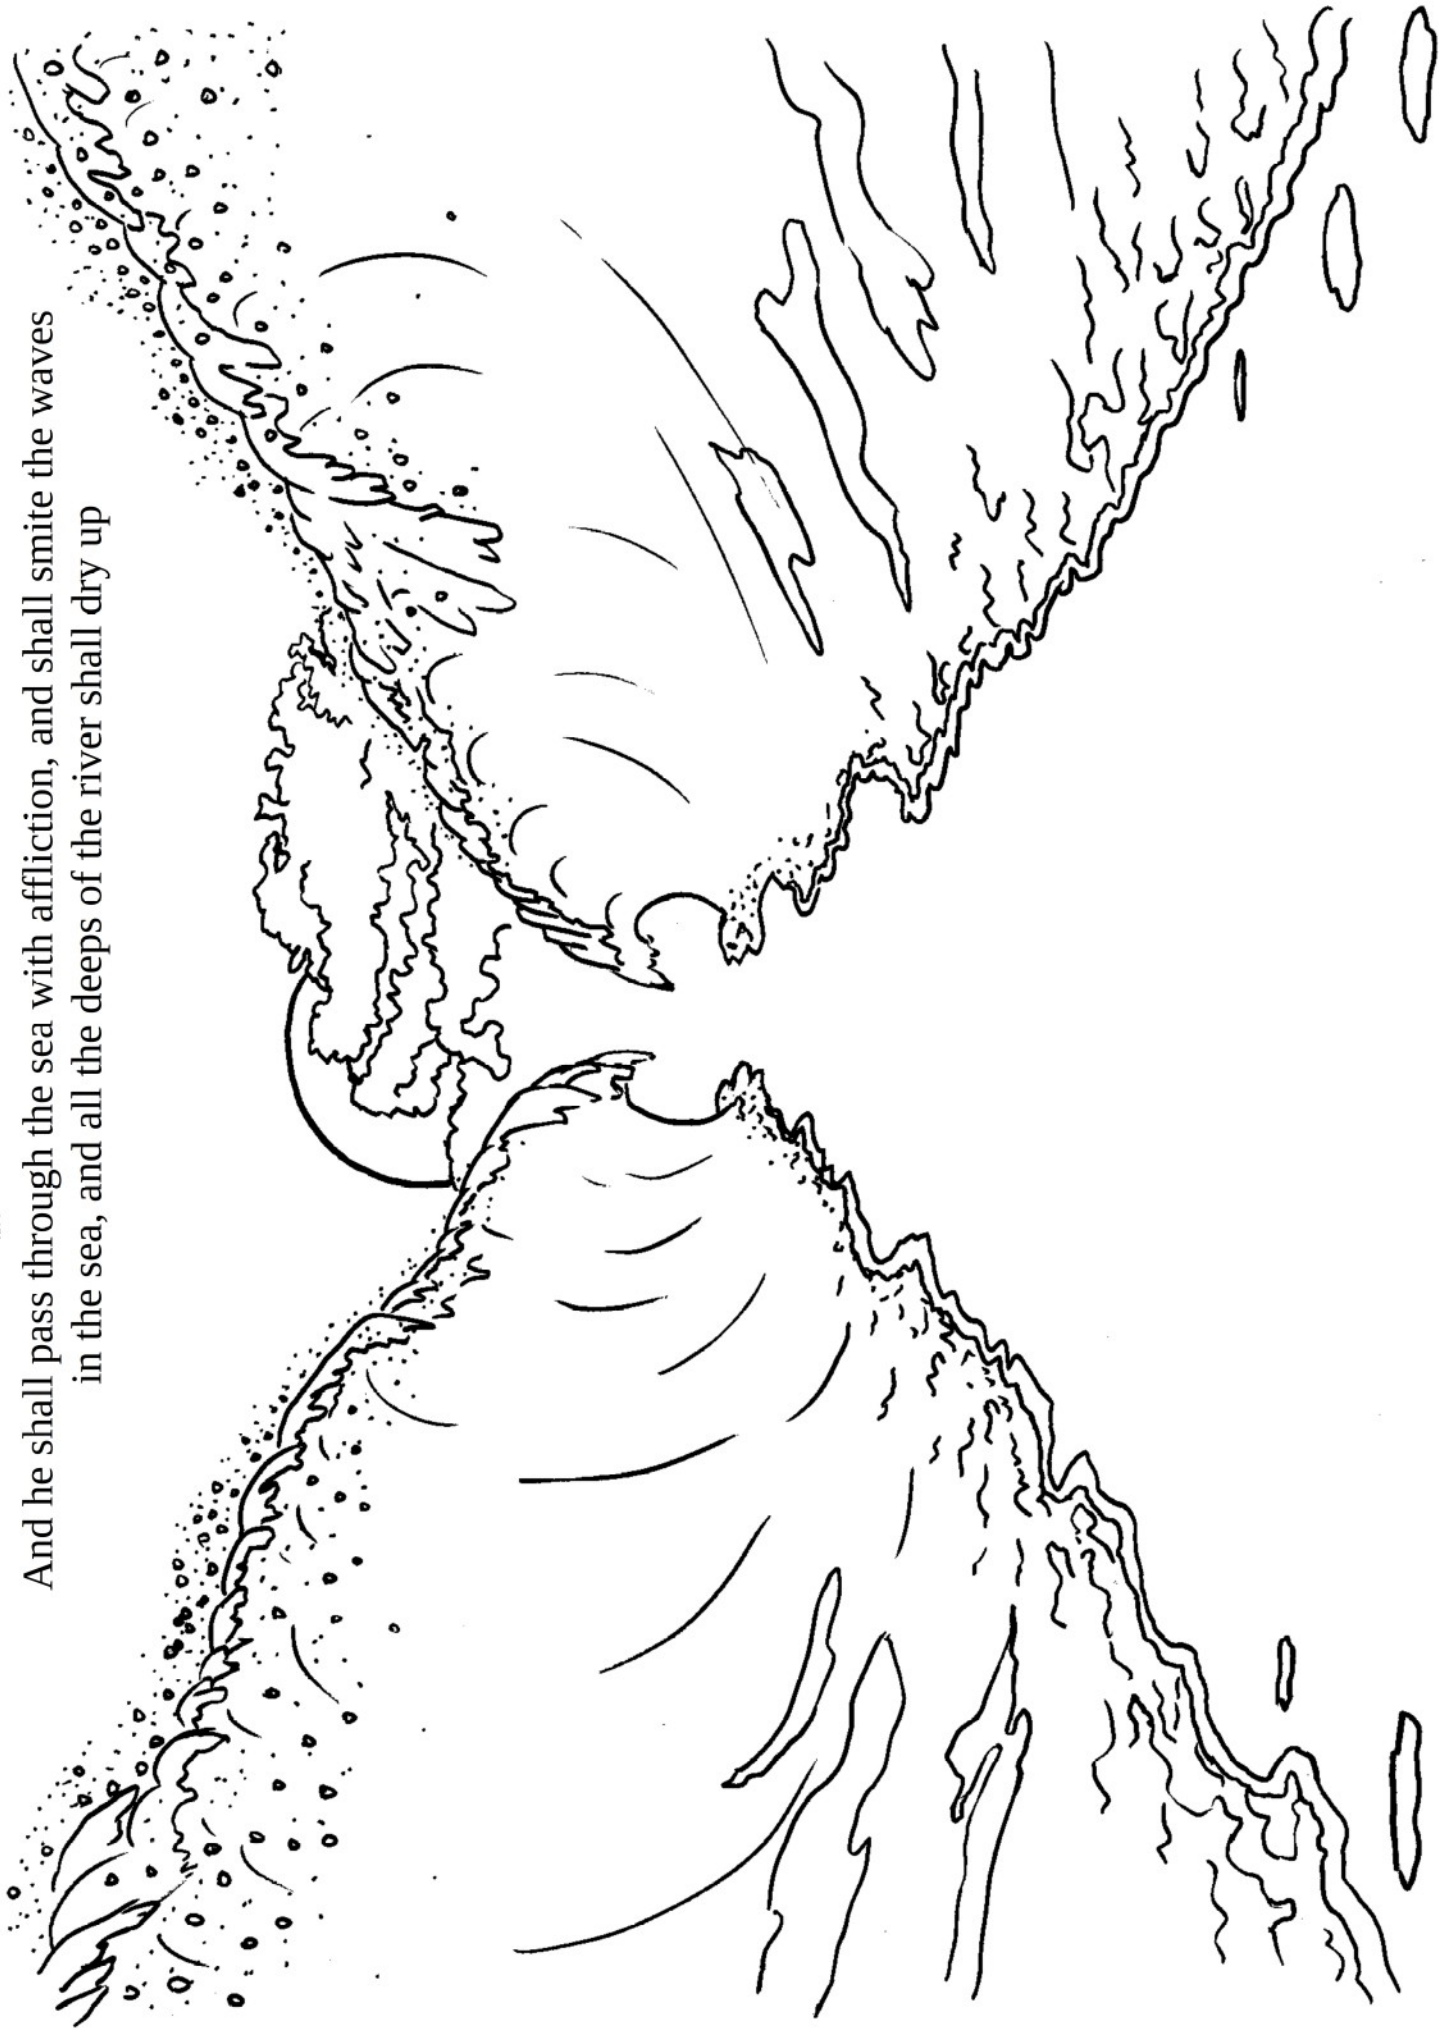 And he shall pass through the sea with affliction, and shall smite the waves
in the sea, and all the deeps of the river shall dry up